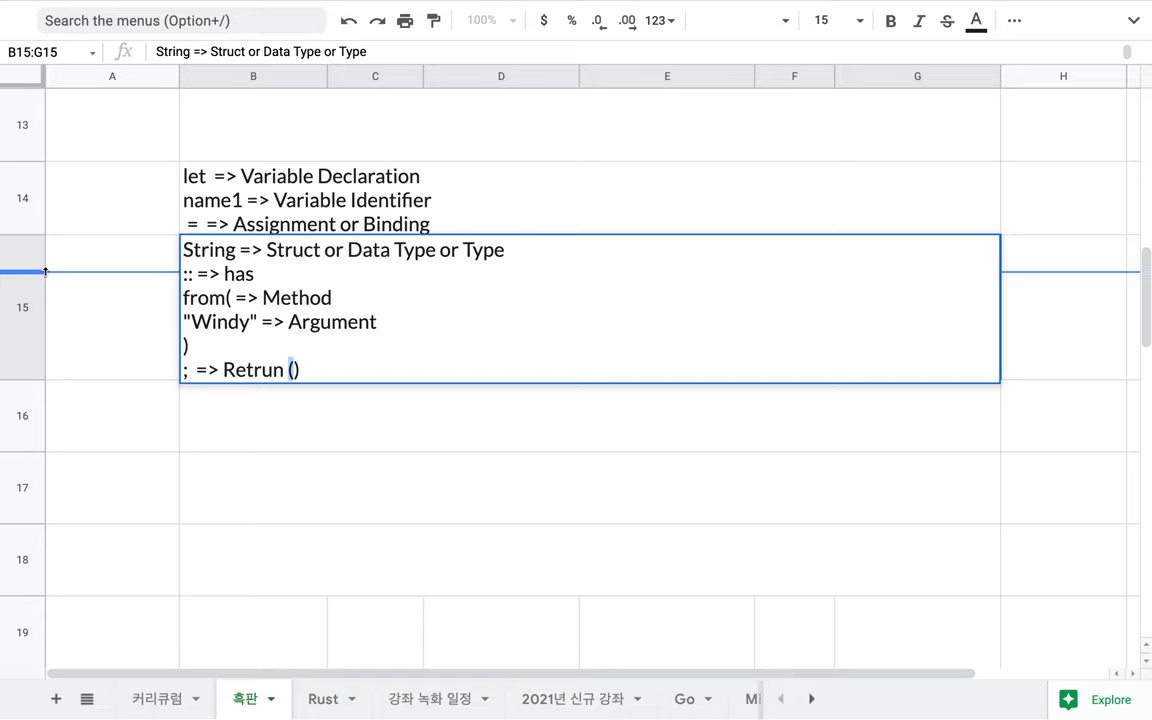 Search the menus (Option+/)
100%
$ % .0 .00 123
15
B I S A
B15:G15
fx
String => Struct or Data Type or Type
A B C D E F G H
13
14
let => Variable Declaration
name1 => Variable Identifier
= => Assignment or Binding
15
String => Struct or Data Type or Type
:: => has
from( => Method
"Windy" => Argument
)
; => Retrun ()
16
17
18
19
커리큘럼 흑판 Rust 강좌 녹화 일정 2021년 신규 강좌 Go Mi
Explore